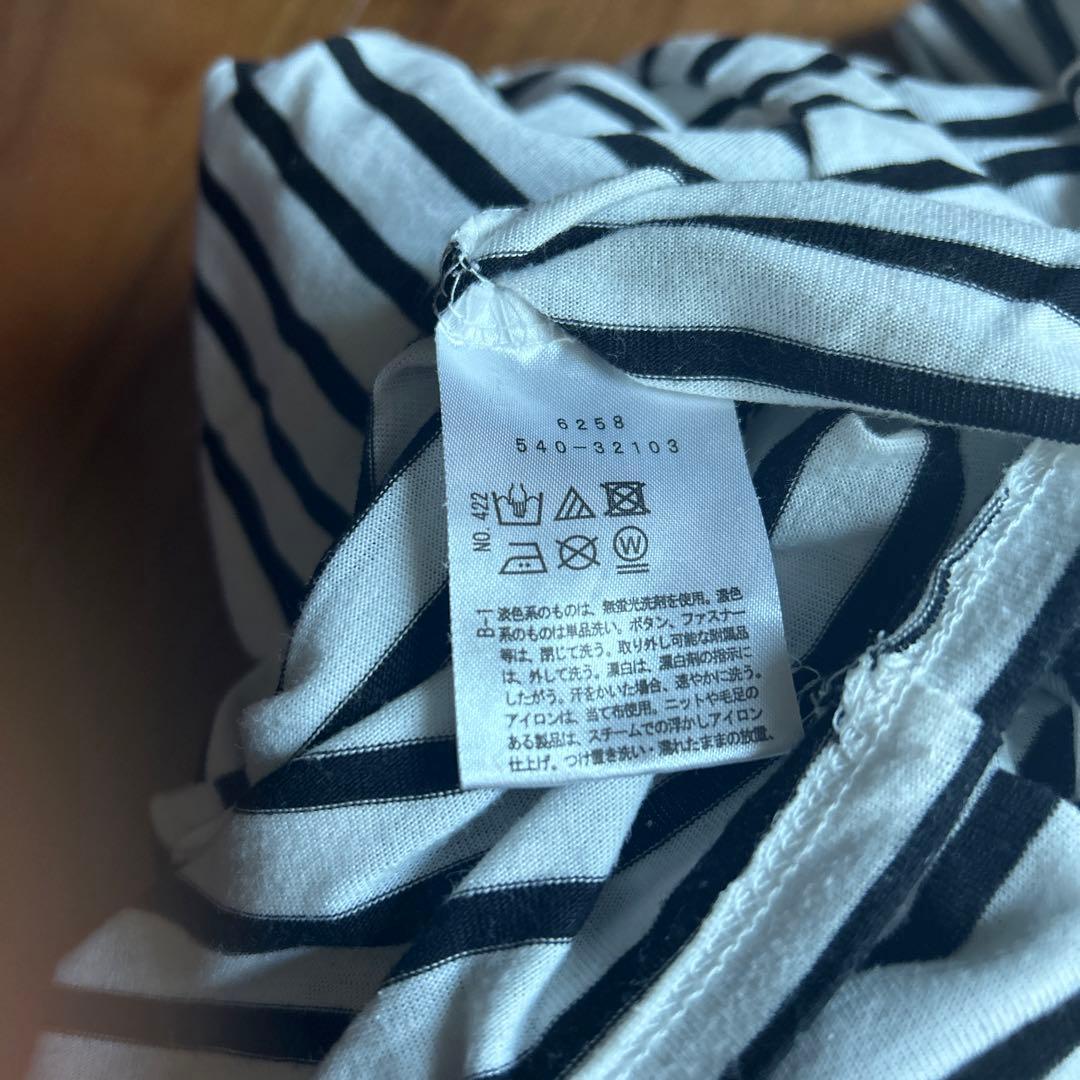 6258
540-32103
NO. 422
W
B-1
淡色系のものは、無蛍光洗剤を使用。濃色
系のものは単品洗い。ボタン、ファスナー
等は、閉じて洗う。取り外し可能な附属品
は、外して洗う。漂白は、漂白剤の指示に
したがう。汗をかいた場合、速やかに洗う。
アイロンは、当て布使用。ニットや毛足の
ある製品は、スチームでの浮かしアイロン
仕上げ。つけ置き洗い・濡れたままの放置、